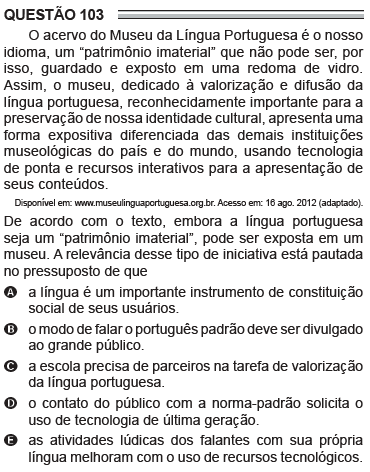 QUESTÃO 103
O acervo do Museu da Língua Portuguesa é o nosso
idioma, um “patrimônio imaterial” que não pode ser, por
isso, guardado e exposto em uma redoma de vidro.
Assim, o museu, dedicado à valorização e difusão da
língua portuguesa, reconhecidamente importante para a
preservação de nossa identidade cultural, apresenta uma
forma expositiva diferenciada das demais instituições
museológicas do país e do mundo, usando tecnologia
de ponta e recursos interativos para a apresentação de
seus conteúdos.
Disponível em: www.museulinguaportuguesa.org.br. Acesso em: 16 ago. 2012 (adaptado).
De acordo com o texto, embora a língua portuguesa
seja um “patrimônio imaterial”, pode ser exposta em um
museu. A relevância desse tipo de iniciativa está pautada
no pressuposto de que
A a língua é um importante instrumento de constituição
social de seus usuários.
B o modo de falar o português padrão deve ser divulgado
ao grande público.
C a escola precisa de parceiros na tarefa de valorização
da língua portuguesa.
D o contato do público com a norma-padrão solicita o
uso de tecnologia de última geração.
E as atividades lúdicas dos falantes com sua própria
língua melhoram com o uso de recursos tecnológicos.